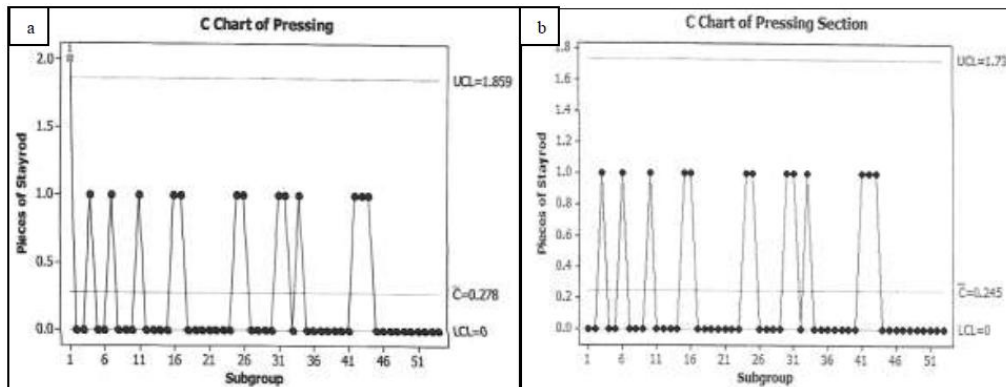 a
C Chart of Pressing
1
2.0
1.5
1.0
0.5
0.0
Pieces of Stayrod
UCL=1.859
C̄=0.278
LCL=0
1 6 11 16 21 26 31 36 41 46 51
Subgroup
b
C Chart of Pressing Section
1.8
1.6
1.4
1.2
1.0
0.8
0.6
0.4
0.2
0.0
Pieces of Stayrod
UCL=1.73
C̄=0.245
LCL=0
1 6 11 16 21 26 31 36 41 46 51
Subgroup